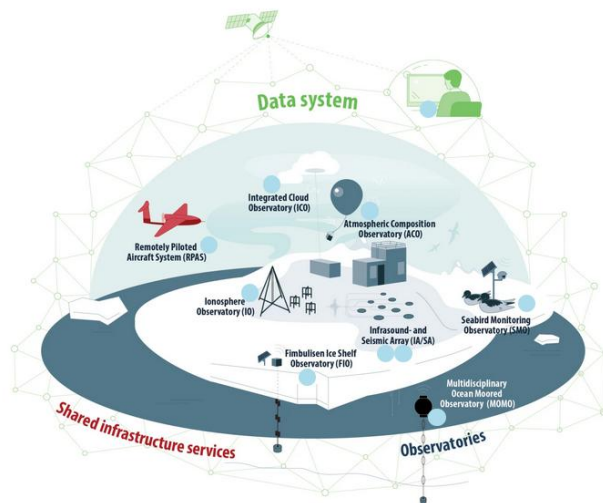 Data system
Integrated Cloud
Observatory (ICO)
Atmospheric Composition
Observatory (ACO)
Remotely Piloted
Aircraft System (RPAS)
Ionosphere
Observatory (IO)
Seabird Monitoring
Observatory (SMO)
Infrasound- and
Seismic Array (IA/SA)
Fimbulisen Ice Shelf
Observatory (FIO)
Multidisciplinary
Ocean Moored
Observatory (MOMO)
Shared infrastructure services
Observatories